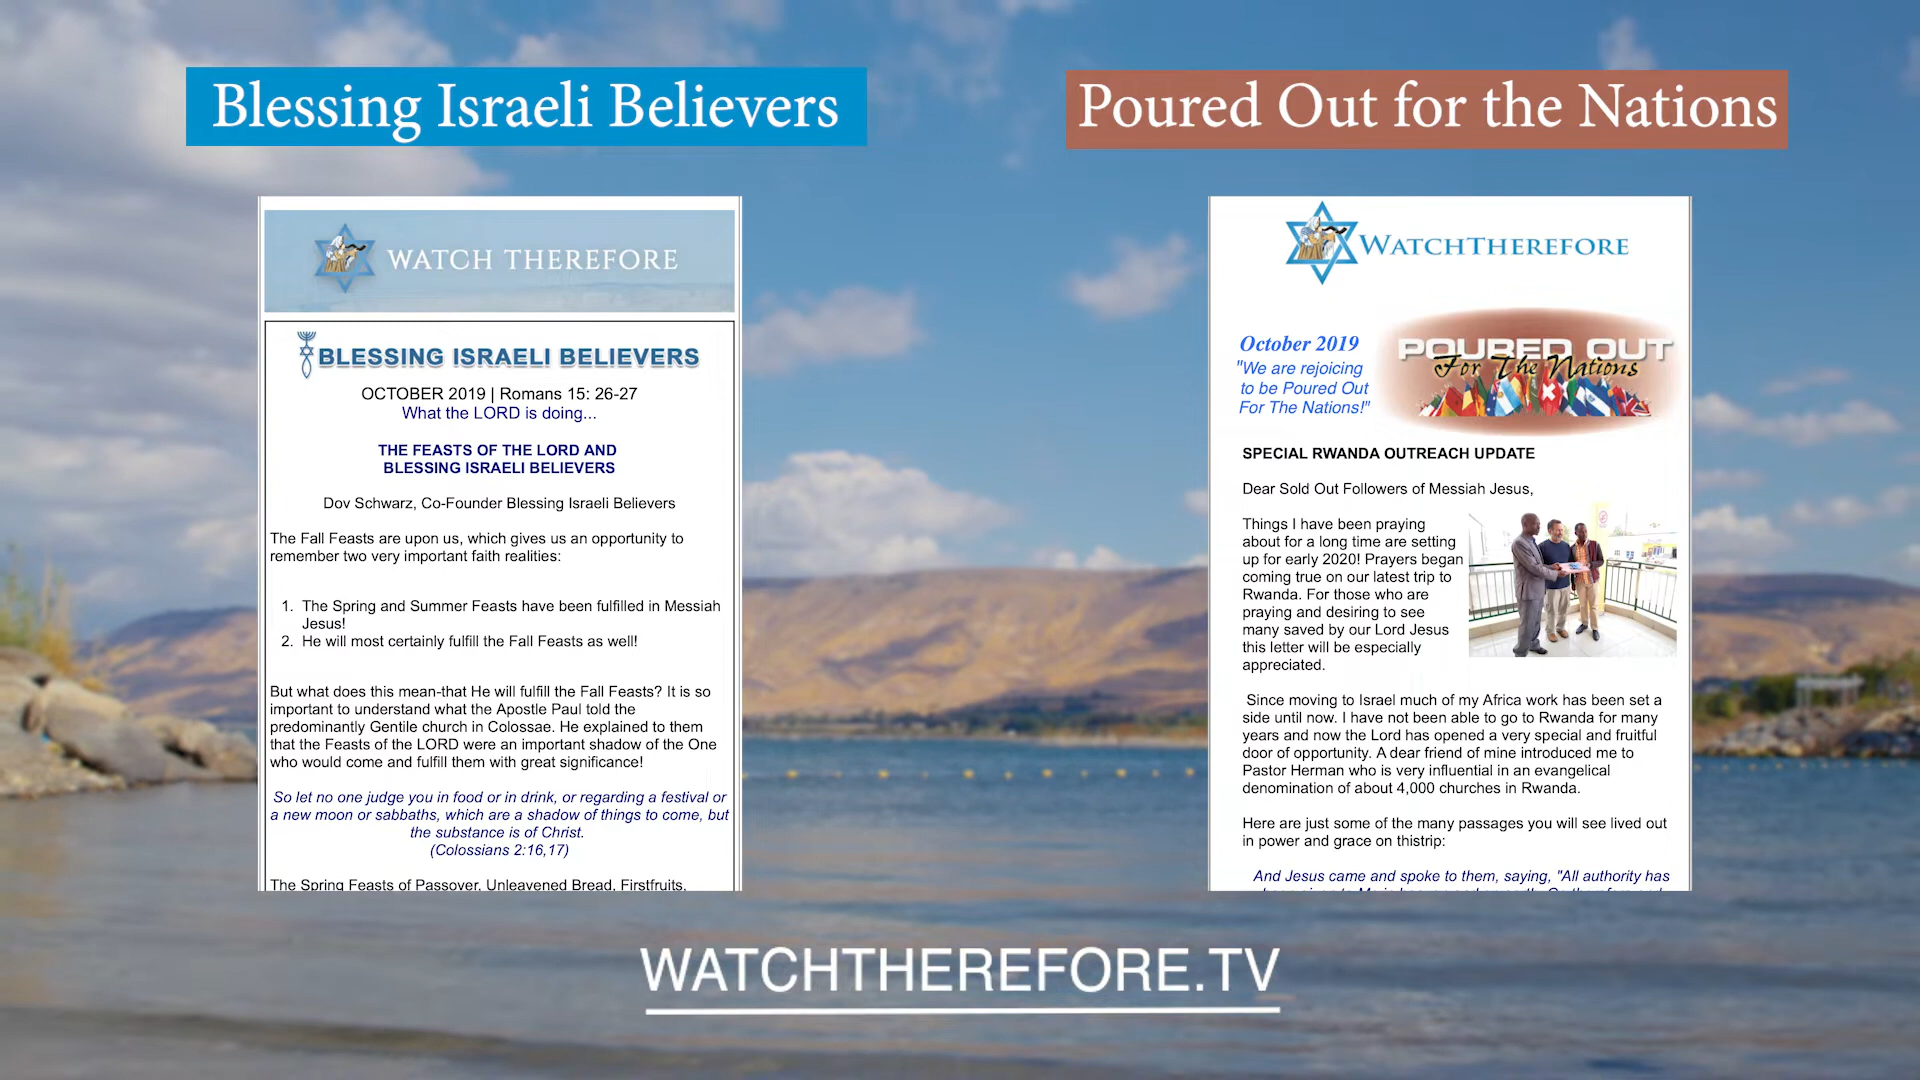 Blessing Israeli Believers
WATCH THEREFORE
BLESSING ISRAELI BELIEVERS
OCTOBER 2019 | Romans 15: 26-27
What the LORD is doing...
THE FEASTS OF THE LORD AND
BLESSING ISRAELI BELIEVERS
Dov Schwarz, Co-Founder Blessing Israeli Believers
The Fall Feasts are upon us, which gives us an opportunity to
remember two very important faith realities:
1. The Spring and Summer Feasts have been fulfilled in Messiah
Jesus!
2. He will most certainly fulfill the Fall Feasts as well!
But what does this mean-that He will fulfill the Fall Feasts? It is so
important to understand what the Apostle Paul told the
predominantly Gentile church in Colossae. He explained to them
that the Feasts of the LORD were an important shadow of the One
who would come and fulfill them with great significance!
So let no one judge you in food or in drink, or regarding a festival or
a new moon or sabbaths, which are a shadow of things to come, but
the substance is of Christ.
(Colossians 2:16,17)
The Spring Feasts of Passover, Unleavened Bread, Firstfruits,
Poured Out for the Nations
WATCHTHEREFORE
October 2019
"We are rejoicing
to be Poured Out
For The Nations!"
POURED OUT
For The Nations
SPECIAL RWANDA OUTREACH UPDATE
Dear Sold Out Followers of Messiah Jesus,
Things I have been praying
about for a long time are setting
up for early 2020! Prayers began
coming true on our latest trip to
Rwanda. For those who are
praying and desiring to see
many saved by our Lord Jesus
this letter will be especially
appreciated.
Since moving to Israel much of my Africa work has been set a
side until now. I have not been able to go to Rwanda for many
years and now the Lord has opened a very special and fruitful
door of opportunity. A dear friend of mine introduced me to
Pastor Herman who is very influential in an evangelical
denomination of about 4,000 churches in Rwanda.
Here are just some of the many passages you will see lived out
in power and grace on thistrip:
And Jesus came and spoke to them, saying, "All authority has
WATCHTHEREFORE.TV